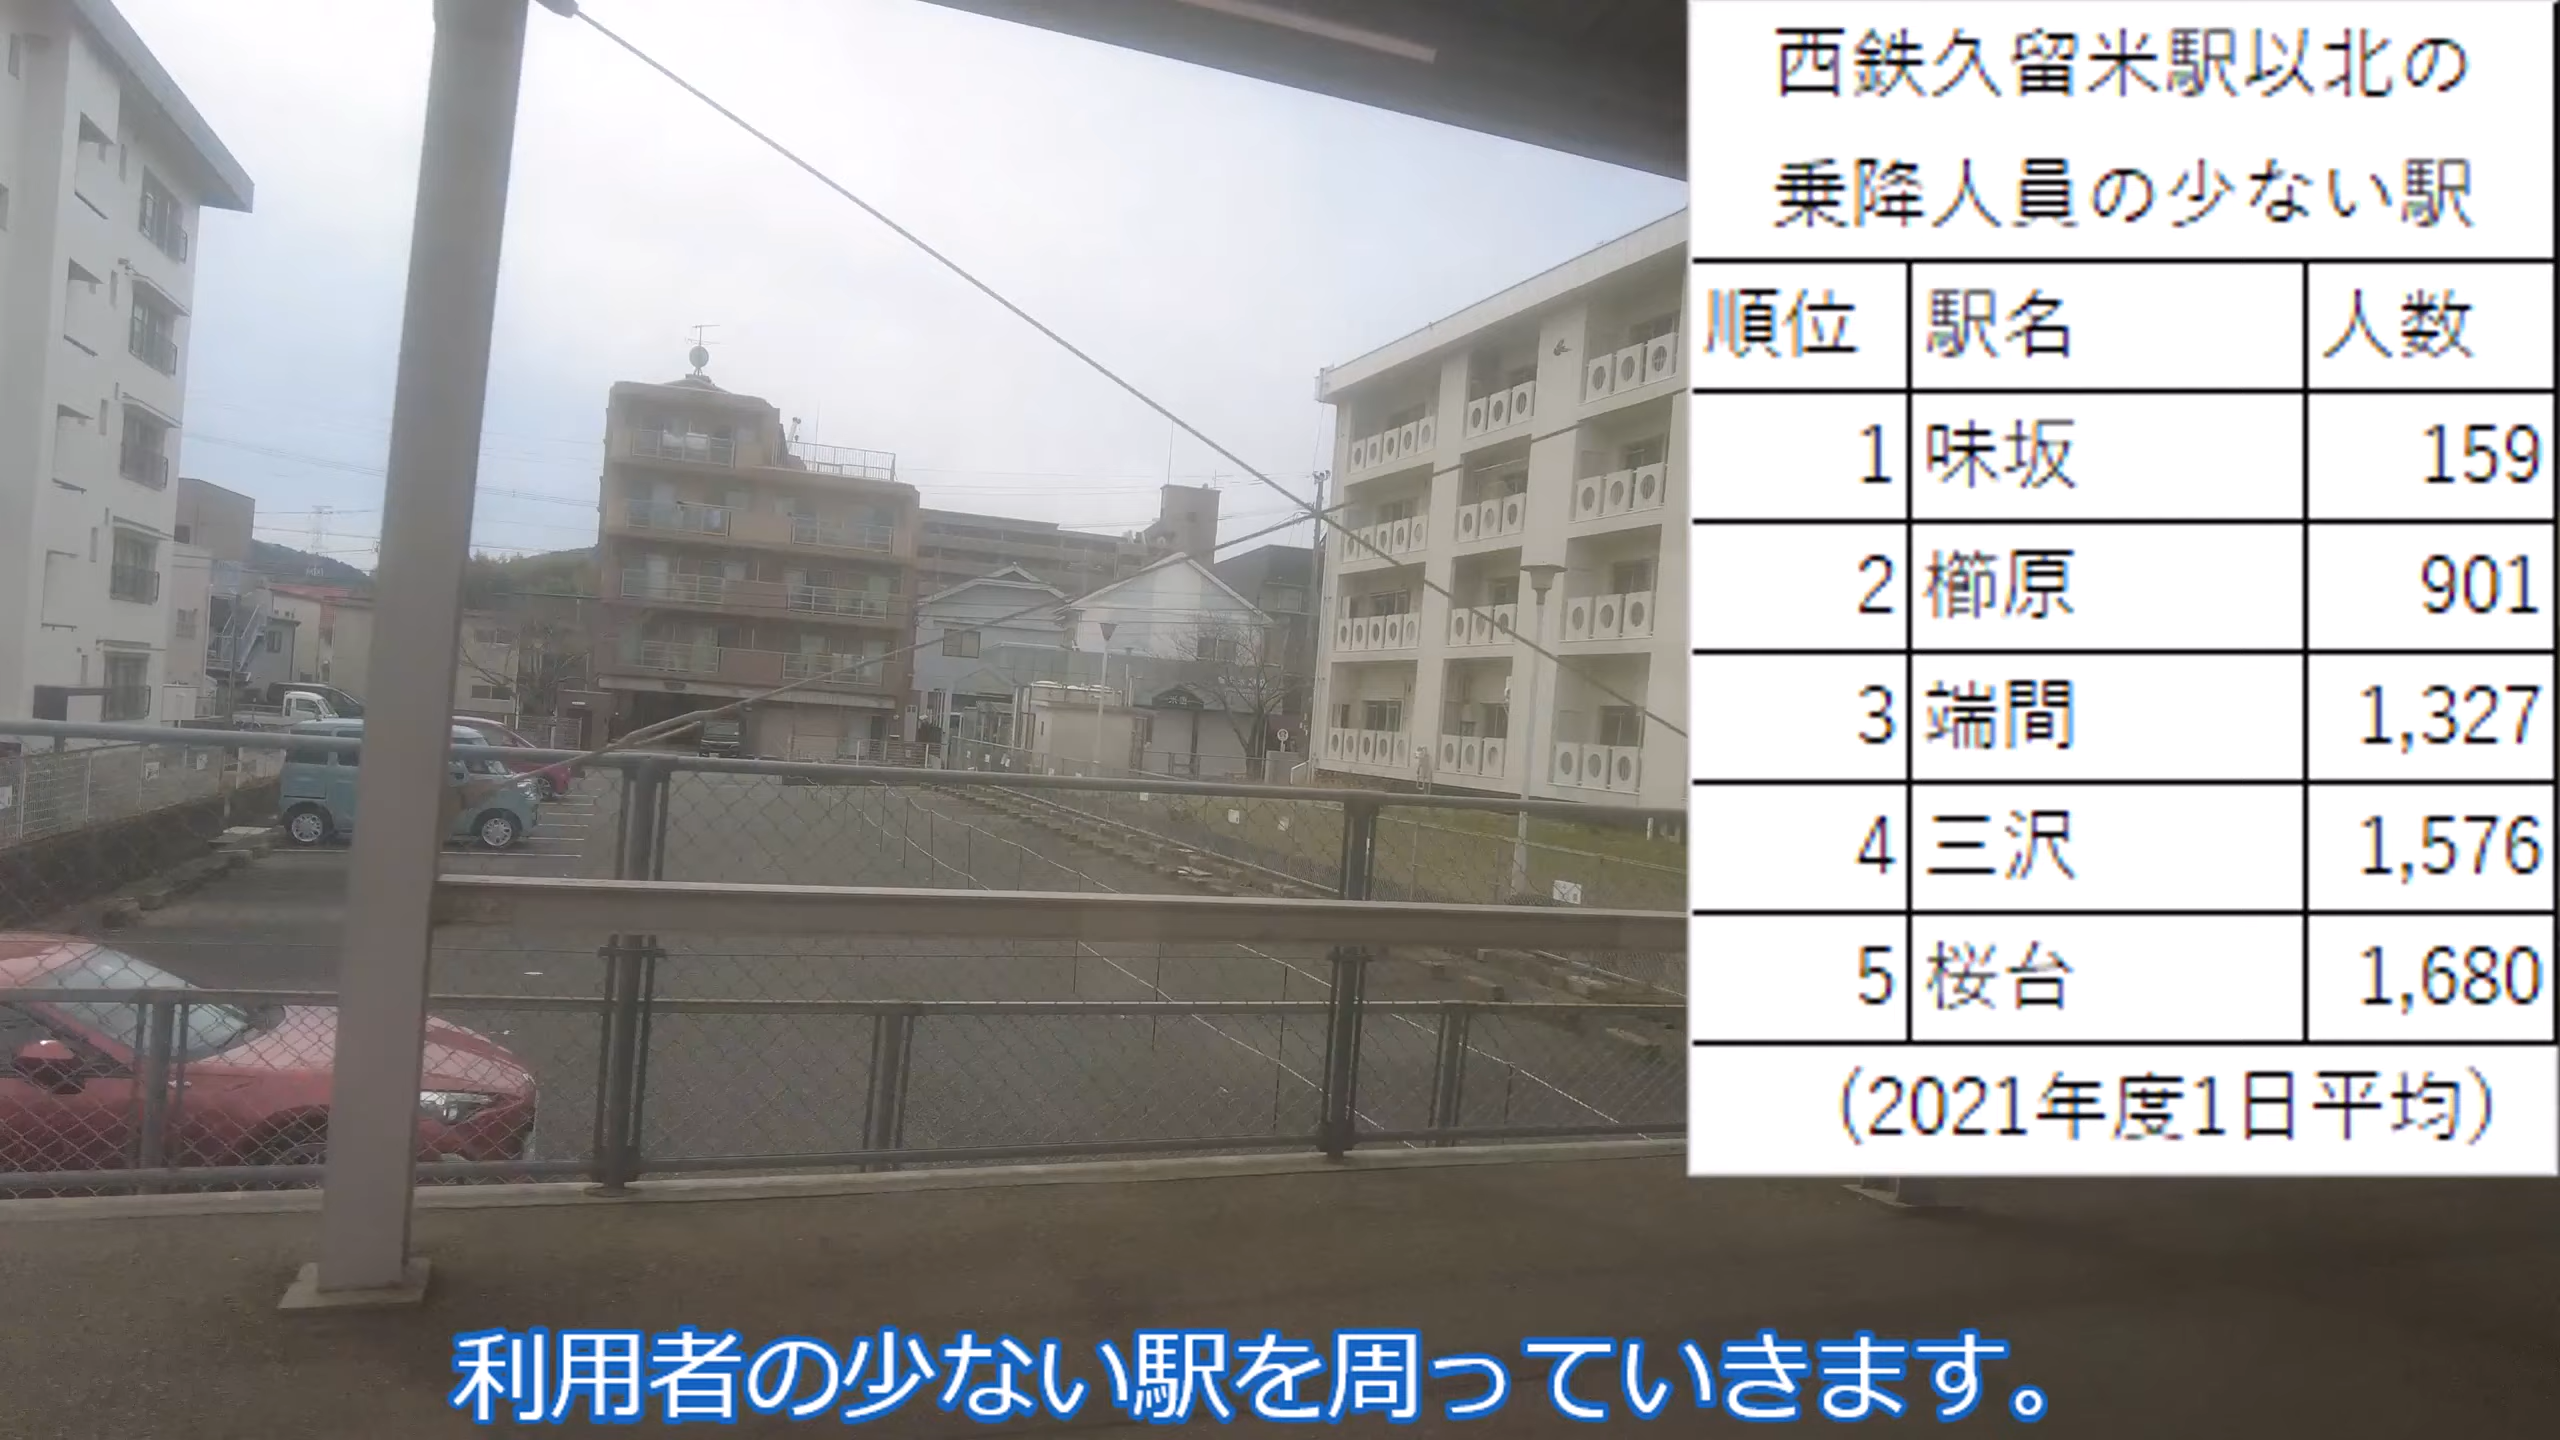 西鉄久留米駅以北の
乗降人員の少ない駅
順位 駅名 人数
1 味坂 159
2 櫛原 901
3 端間 1,327
4 三沢 1,576
5 桜台 1,680
（2021年度1日平均）
利用者の少ない駅を周っていきます。